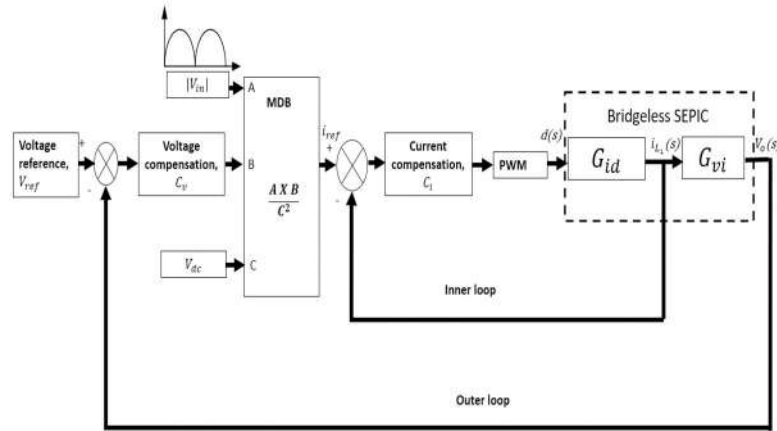 |V_in|
A
MDB
Bridgeless SEPIC
Voltage
reference,
V_ref
+
-
Voltage
compensation,
C_v
B
i_ref
+
-
Current
compensation,
C_i
PWM
d(s)
G_id
i_L1(s)
G_vi
V_o(s)
A X B
C²
V_dc
C
Inner loop
Outer loop